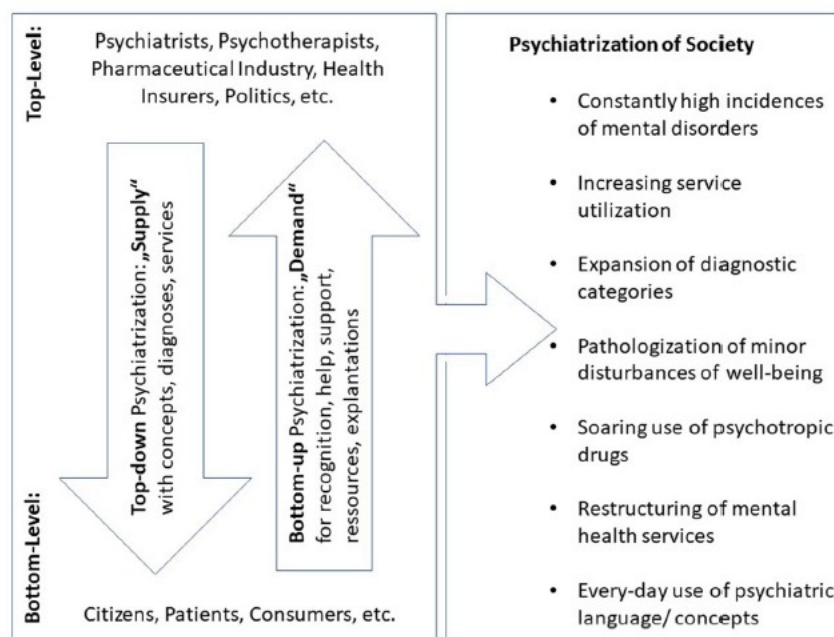 Top-Level:
Psychiatrists, Psychotherapists,
Pharmaceutical Industry, Health
Insurers, Politics, etc.
Top-down Psychiatrization: „Supply“
with concepts, diagnoses, services
Bottom-up Psychiatrization: „Demand“
for recognition, help, support,
ressources, explantations
Bottom-Level:
Citizens, Patients, Consumers, etc.
Psychiatrization of Society
• Constantly high incidences
of mental disorders
• Increasing service
utilization
• Expansion of diagnostic
categories
• Pathologization of minor
disturbances of well-being
• Soaring use of psychotropic
drugs
• Restructuring of mental
health services
• Every-day use of psychiatric
language/ concepts